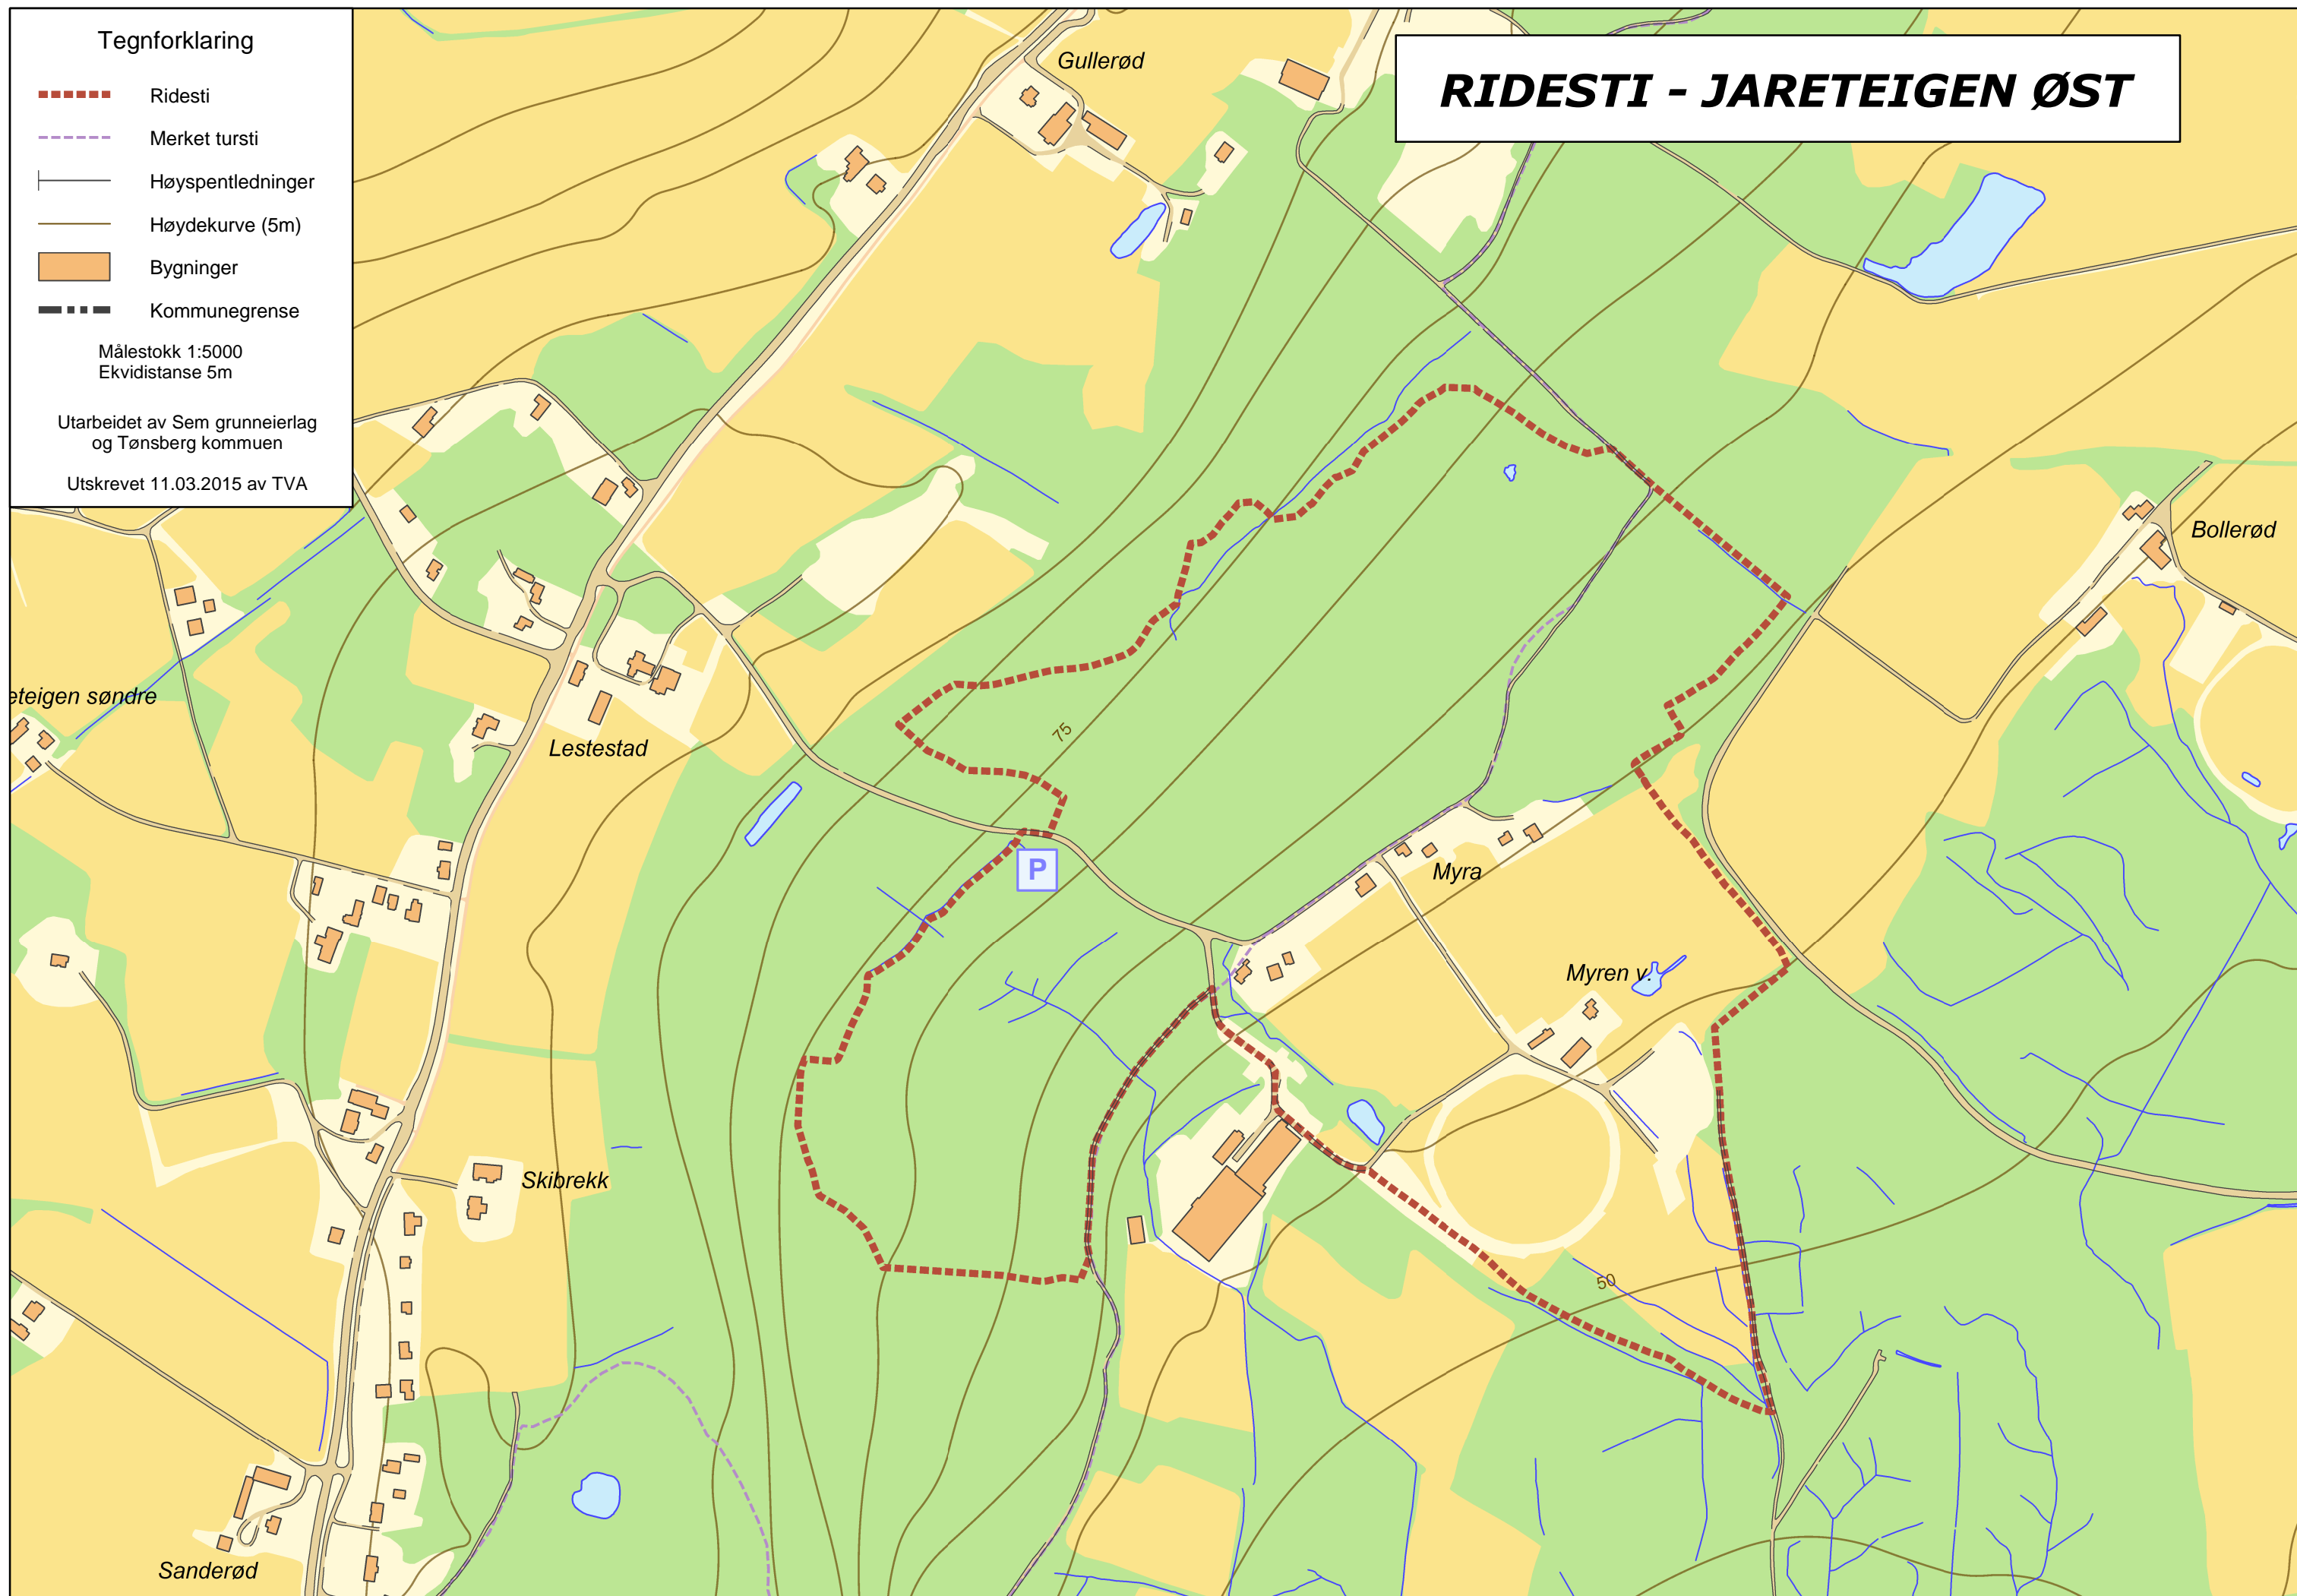 Tegnforklaring
Ridesti
Merket tursti
Høyspentledninger
Høydekurve (5m)
Bygninger
Kommunegrense
Målestokk 1:5000
Ekvidistanse 5m
Utarbeidet av Sem grunneierlag
og Tønsberg kommuen
Utskrevet 11.03.2015 av TVA
RIDESTI - JARETEIGEN ØST
Gullerød
Bollerød
eteigen søndre
Lestestad
75
P
Myra
Myren v.
Skibrekk
50
Sanderød